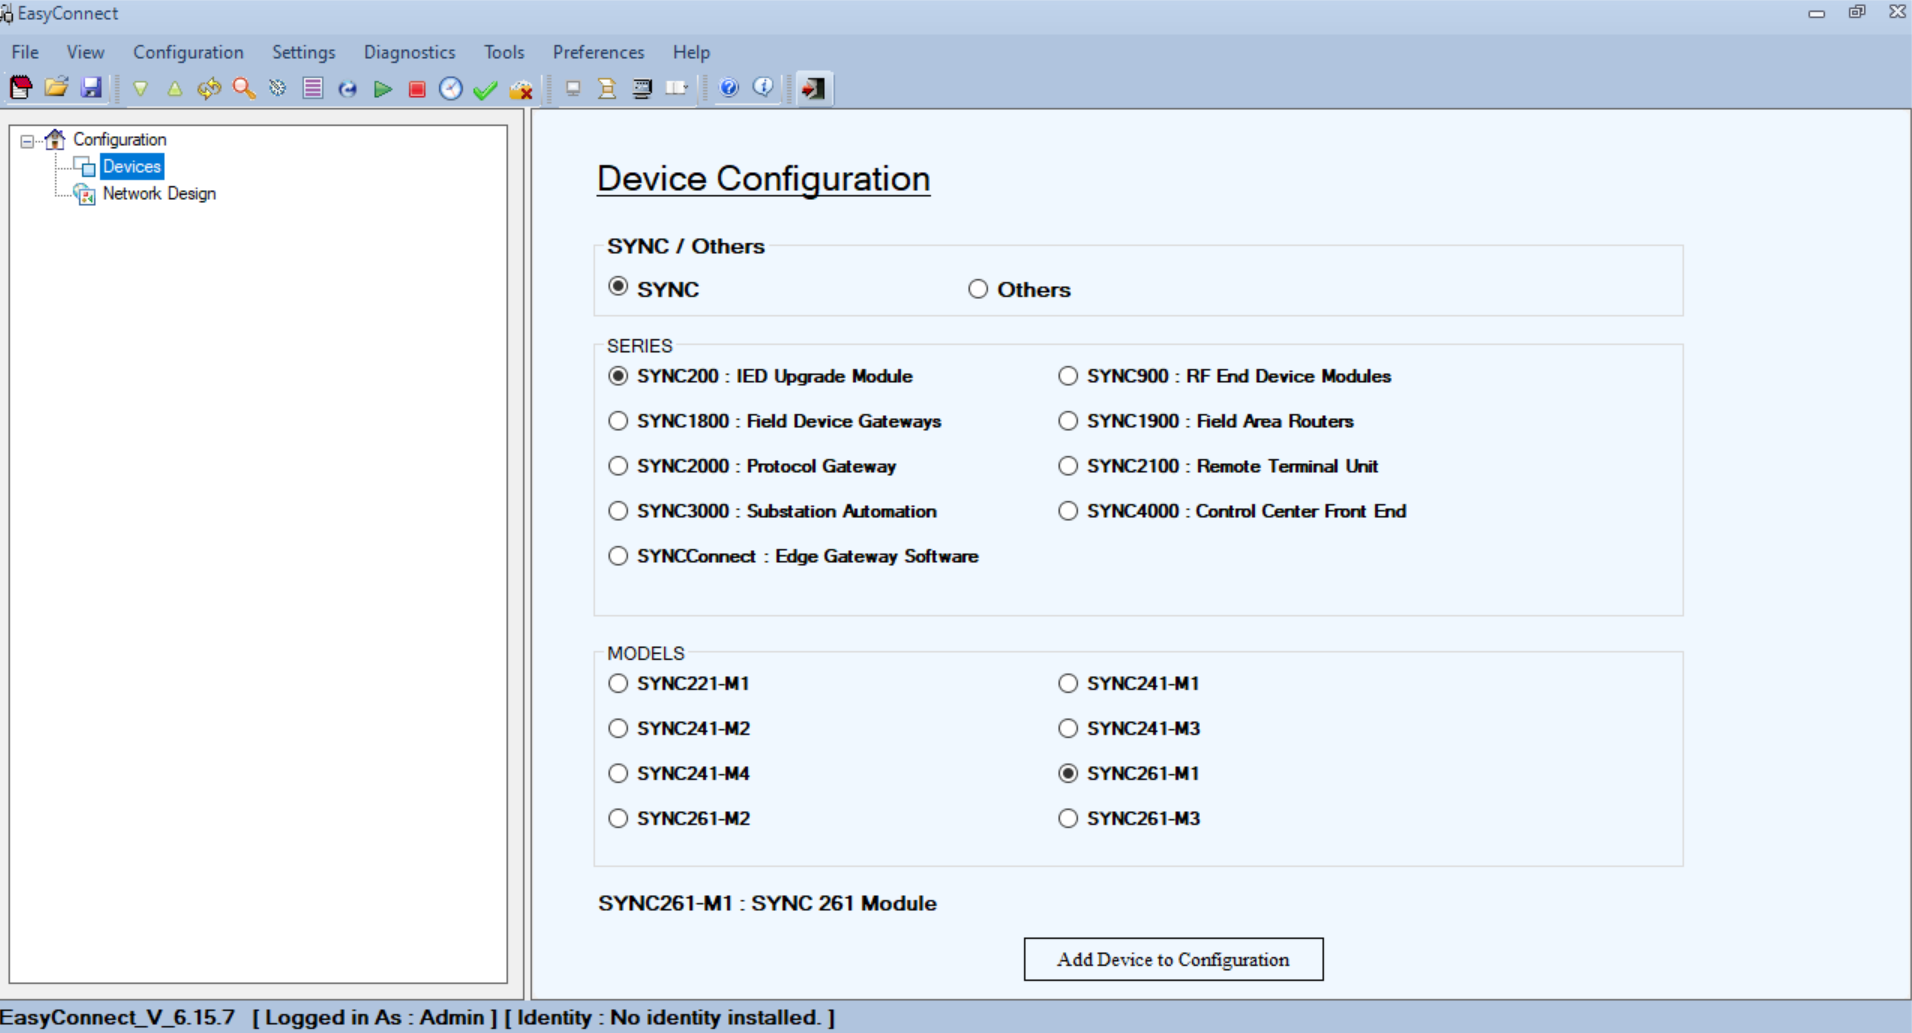 EasyConnect
File View Configuration Settings Diagnostics Tools Preferences Help
Configuration
Devices
Network Design
Device Configuration
SYNC / Others
SYNC Others
SERIES
SYNC200 : IED Upgrade Module SYNC900 : RF End Device Modules
SYNC1800 : Field Device Gateways SYNC1900 : Field Area Routers
SYNC2000 : Protocol Gateway SYNC2100 : Remote Terminal Unit
SYNC3000 : Substation Automation SYNC4000 : Control Center Front End
SYNCConnect : Edge Gateway Software
MODELS
SYNC221-M1 SYNC241-M1
SYNC241-M2 SYNC241-M3
SYNC241-M4 SYNC261-M1
SYNC261-M2 SYNC261-M3
SYNC261-M1 : SYNC 261 Module
Add Device to Configuration
EasyConnect_V_6.15.7 [ Logged in As : Admin ] [ Identity : No identity installed. ]